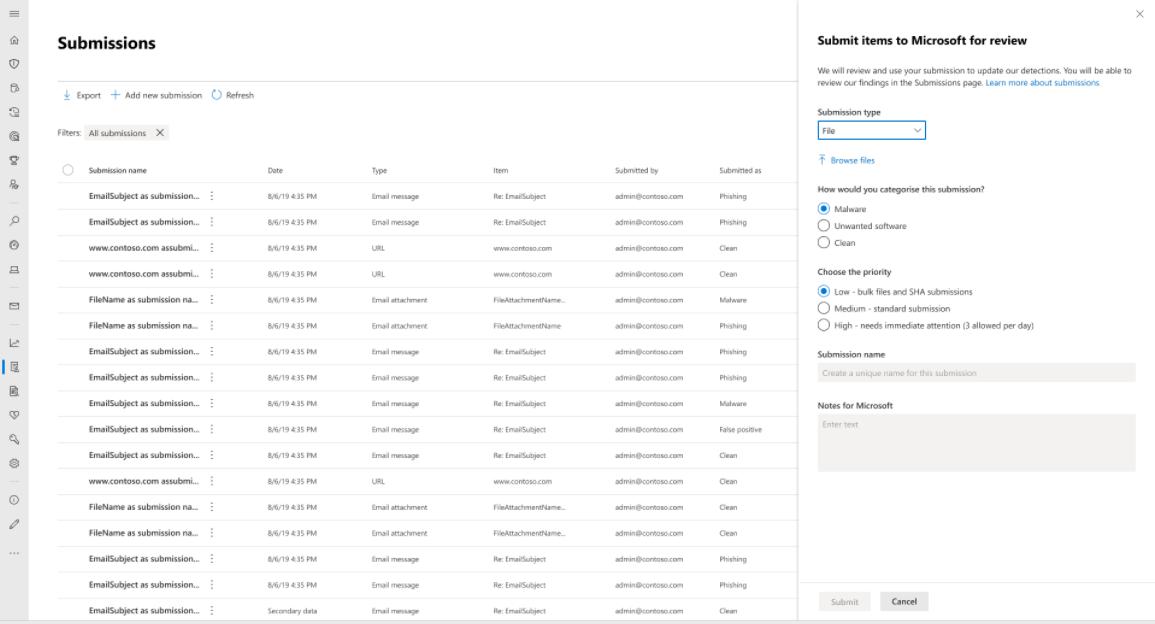 Submissions
Export Add new submission Refresh
Filters: All submissions
Submission name Date Type Item Submitted by Submitted as
EmailSubject as submission... 8/6/19 4:35 PM Email message Re: EmailSubject admin@contoso.com Phishing
EmailSubject as submission... 8/6/19 4:35 PM Email message Re: EmailSubject admin@contoso.com Phishing
www.contoso.com assubmi... 8/6/19 4:35 PM URL www.contoso.com admin@contoso.com Clean
www.contoso.com assubmi... 8/6/19 4:35 PM URL www.contoso.com admin@contoso.com Clean
FileName as submission na... 8/6/19 4:35 PM Email attachment FileAttachmentName... admin@contoso.com Malware
FileName as submission na... 8/6/19 4:35 PM Email attachment FileAttachmentName admin@contoso.com Phishing
EmailSubject as submission... 8/6/19 4:35 PM Email message Re: EmailSubject admin@contoso.com Phishing
EmailSubject as submission... 8/6/19 4:35 PM Email message Re: EmailSubject admin@contoso.com Phishing
EmailSubject as submission... 8/6/19 4:35 PM Email message Re: EmailSubject admin@contoso.com Malware
EmailSubject as submission... 8/6/19 4:35 PM Email message Re: EmailSubject admin@contoso.com False positive
EmailSubject as submission... 8/6/19 4:35 PM Email message Re: EmailSubject admin@contoso.com Clean
www.contoso.com assubmi... 8/6/19 4:35 PM URL www.contoso.com admin@contoso.com Clean
FileName as submission na... 8/6/19 4:35 PM Email attachment FileAttachmentName... admin@contoso.com Clean
FileName as submission na... 8/6/19 4:35 PM Email attachment FileAttachmentName... admin@contoso.com Clean
EmailSubject as submission... 8/6/19 4:35 PM Email message Re: EmailSubject admin@contoso.com Phishing
EmailSubject as submission... 8/6/19 4:35 PM Email message Re: EmailSubject admin@contoso.com Phishing
EmailSubject as submission... Secondary data Email message Re: EmailSubject admin@contoso.com Clean
Submit items to Microsoft for review
We will review and use your submission to update our detections. You will be able to
review our findings in the Submissions page. Learn more about submissions
Submission type
File
Browse files
How would you categorise this submission?
Malware
Unwanted software
Clean
Choose the priority
Low - bulk files and SHA submissions
Medium - standard submission
High - needs immediate attention (3 allowed per day)
Submission name
Create a unique name for this submission
Notes for Microsoft
Enter text
Submit Cancel